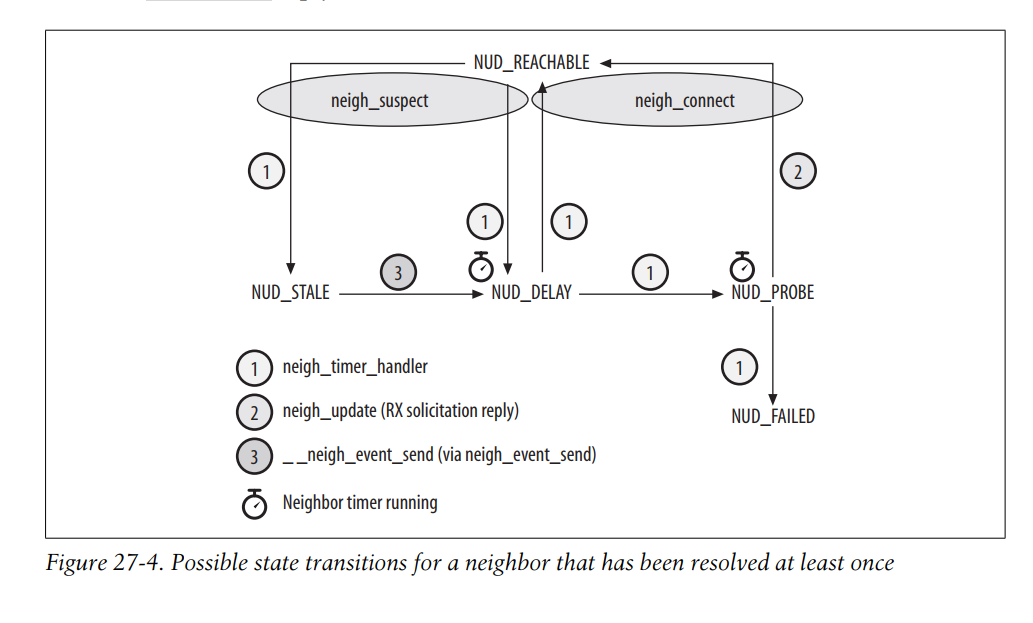 NUD_REACHABLE
neigh_suspect
neigh_connect
1
2
1
1
3
1
NUD_STALE
NUD_DELAY
NUD_PROBE
1
NUD_FAILED
1 neigh_timer_handler
2 neigh_update (RX solicitation reply)
3 _ _neigh_event_send (via neigh_event_send)
Neighbor timer running
Figure 27-4. Possible state transitions for a neighbor that has been resolved at least once